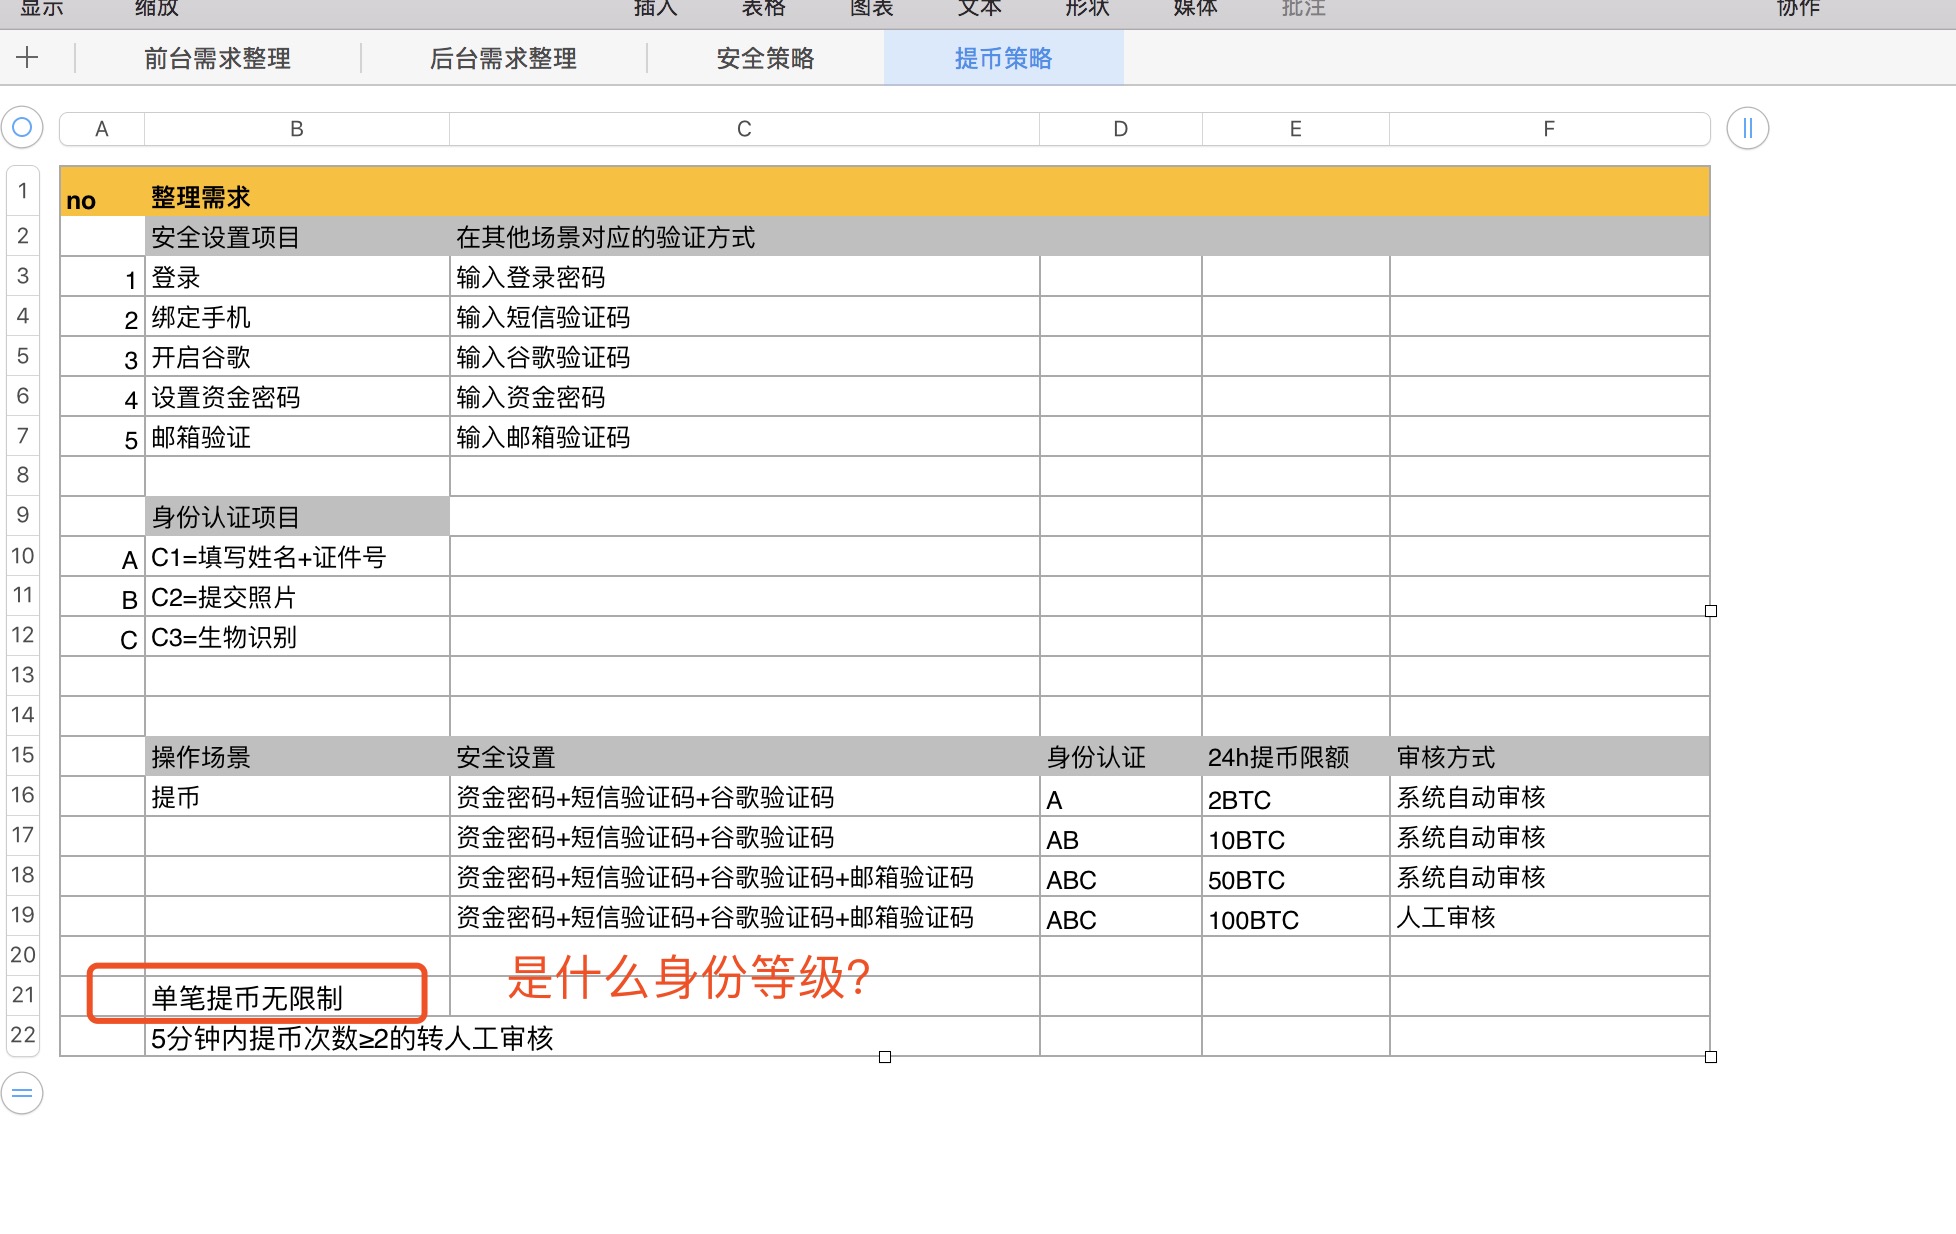 显示 缩放 插入 表格 图表 文本 形状 媒体 批注 协作
前台需求整理 后台需求整理 安全策略 提币策略
A B C D E F
1 no 整理需求
2 安全设置项目 在其他场景对应的验证方式
3 1 登录 输入登录密码
4 2 绑定手机 输入短信验证码
5 3 开启谷歌 输入谷歌验证码
6 4 设置资金密码 输入资金密码
7 5 邮箱验证 输入邮箱验证码
8
9 身份认证项目
10 A C1=填写姓名+证件号
11 B C2=提交照片
12 C C3=生物识别
13
14
15 操作场景 安全设置 身份认证 24h提币限额 审核方式
16 提币 资金密码+短信验证码+谷歌验证码 A 2BTC 系统自动审核
17 资金密码+短信验证码+谷歌验证码 AB 10BTC 系统自动审核
18 资金密码+短信验证码+谷歌验证码+邮箱验证码 ABC 50BTC 系统自动审核
19 资金密码+短信验证码+谷歌验证码+邮箱验证码 ABC 100BTC 人工审核
20
是什么身份等级?
21 单笔提币无限制
22 5分钟内提币次数≥2的转人工审核